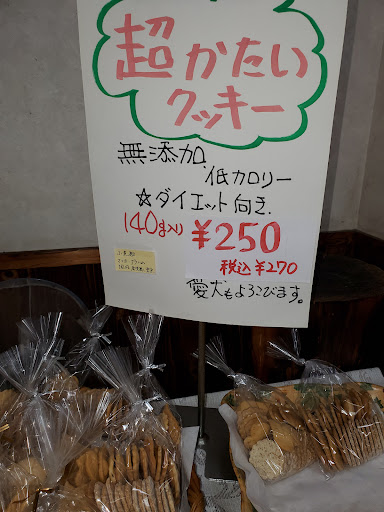 超かたい
クッキー
無添加
低カロリー
☆ダイエット向き
140g入り ¥250
税込¥270
愛犬もよろこびます。